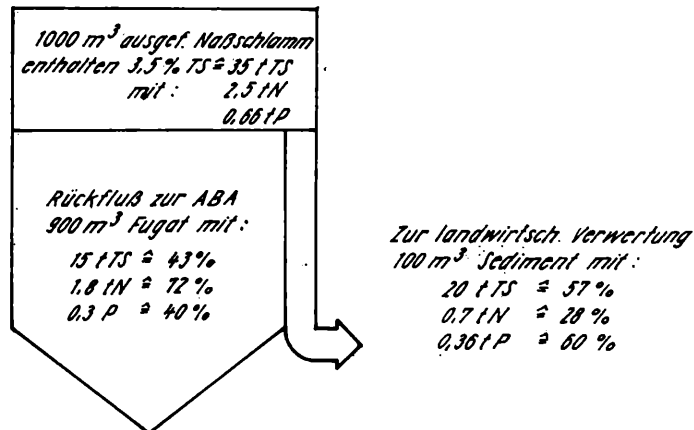 1000 m³ ausgef. Naßschlamm
enthalten 3,5 % TS ≙ 35 t TS
mit : 2,5 t N
0,66 t P
Rückfluß zur ABA
900 m³ Fugat mit :
15 t TS ≙ 43 %
1,8 t N ≙ 72 %
0,3 P ≙ 40 %
Zur landwirtsch. Verwertung
100 m³ Sediment mit :
20 t TS ≙ 57 %
0,7 t N ≙ 28 %
0,36 t P ≙ 60 %